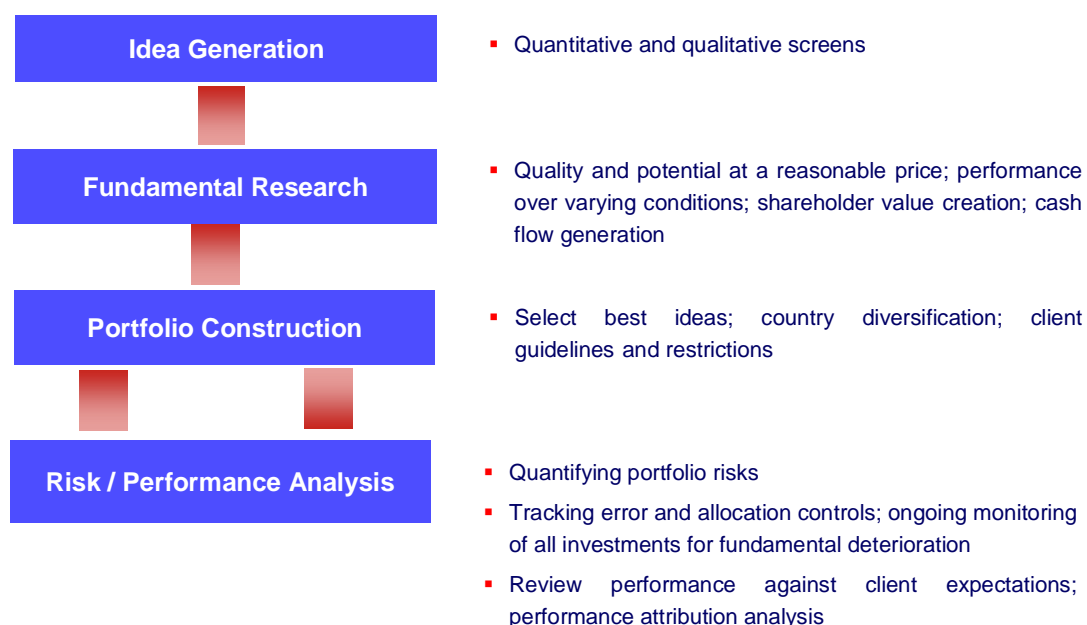 Idea Generation
▪ Quantitative and qualitative screens
Fundamental Research
▪ Quality and potential at a reasonable price; performance
over varying conditions; shareholder value creation; cash
flow generation
Portfolio Construction
▪ Select best ideas; country diversification; client
guidelines and restrictions
Risk / Performance Analysis
▪ Quantifying portfolio risks
▪ Tracking error and allocation controls; ongoing monitoring
of all investments for fundamental deterioration
▪ Review performance against client expectations;
performance attribution analysis